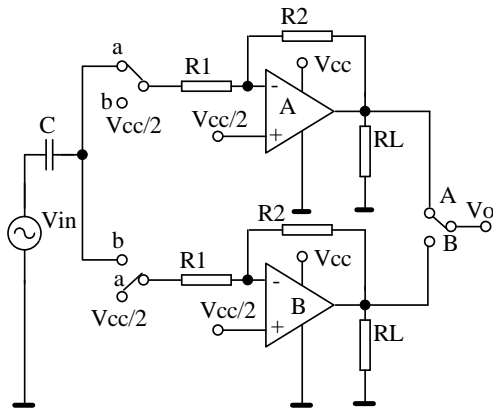 R2
a
R1
Vcc
-
A
b
Vcc/2
Vcc/2
+
C
RL
A
Vo
B
Vin
R2
b
R1
Vcc
a
-
B
Vcc/2
Vcc/2
+
RL